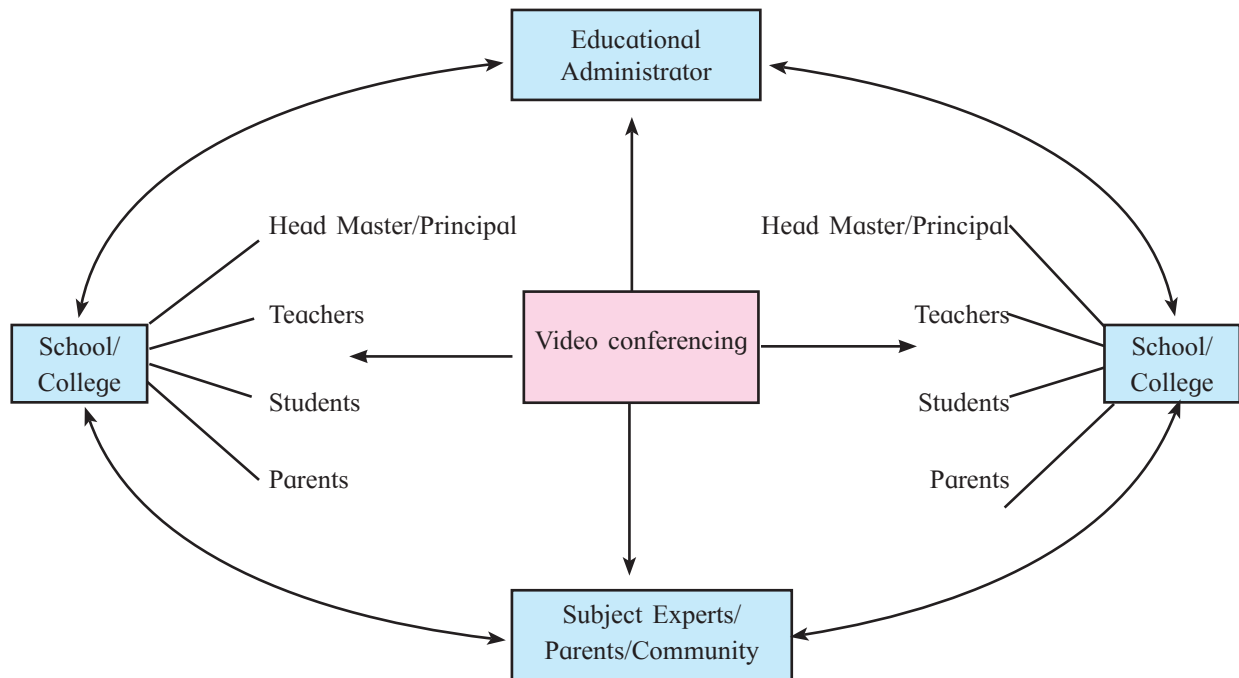 Educational
Administrator
Head Master/Principal
Head Master/Principal
Teachers
Teachers
Video conferencing
School/
College
School/
College
Students
Students
Parents
Parents
Subject Experts/
Parents/Community